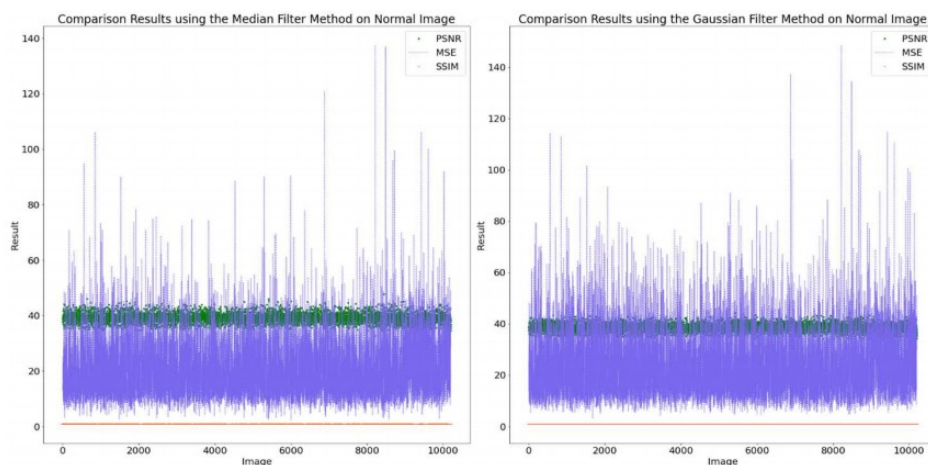 Comparison Results using the Median Filter Method on Normal Image
140
120
100
80
60
40
20
0
Result
PSNR
MSE
SSIM
0
2000
4000
6000
8000
10000
Image
Comparison Results using the Gaussian Filter Method on Normal Image
140
120
100
80
60
40
20
0
Result
PSNR
MSE
SSIM
0
2000
4000
6000
8000
10000
Image